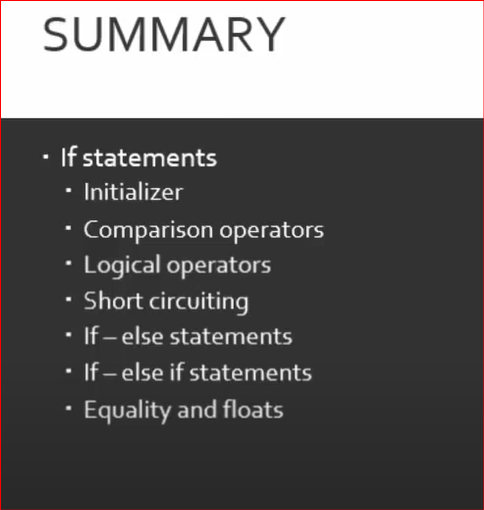 SUMMARY
▪ If statements
▪ Initializer
▪ Comparison operators
▪ Logical operators
▪ Short circuiting
▪ If – else statements
▪ If – else if statements
▪ Equality and floats